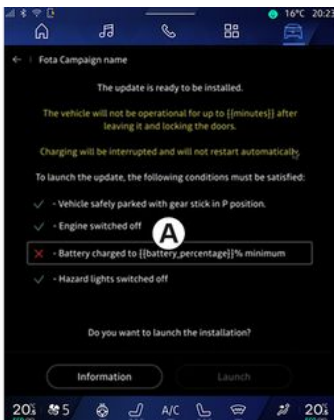 16°C 20:23
Fota Campaign name
The update is ready to be installed.
The vehicle will not be operational for up to {{minutes}} after
leaving it and locking the doors.
Charging will be interrupted and will not restart automatically.
To launch the update, the following conditions must be satisfied:
- Vehicle safely parked with gear stick in P position.
- Engine switched off
A
- Battery charged to {{battery_percentage}}% minimum
- Hazard lights switched off
Do you want to launch the installation?
Information Launch
20⁵ 5 A/C 20⁵